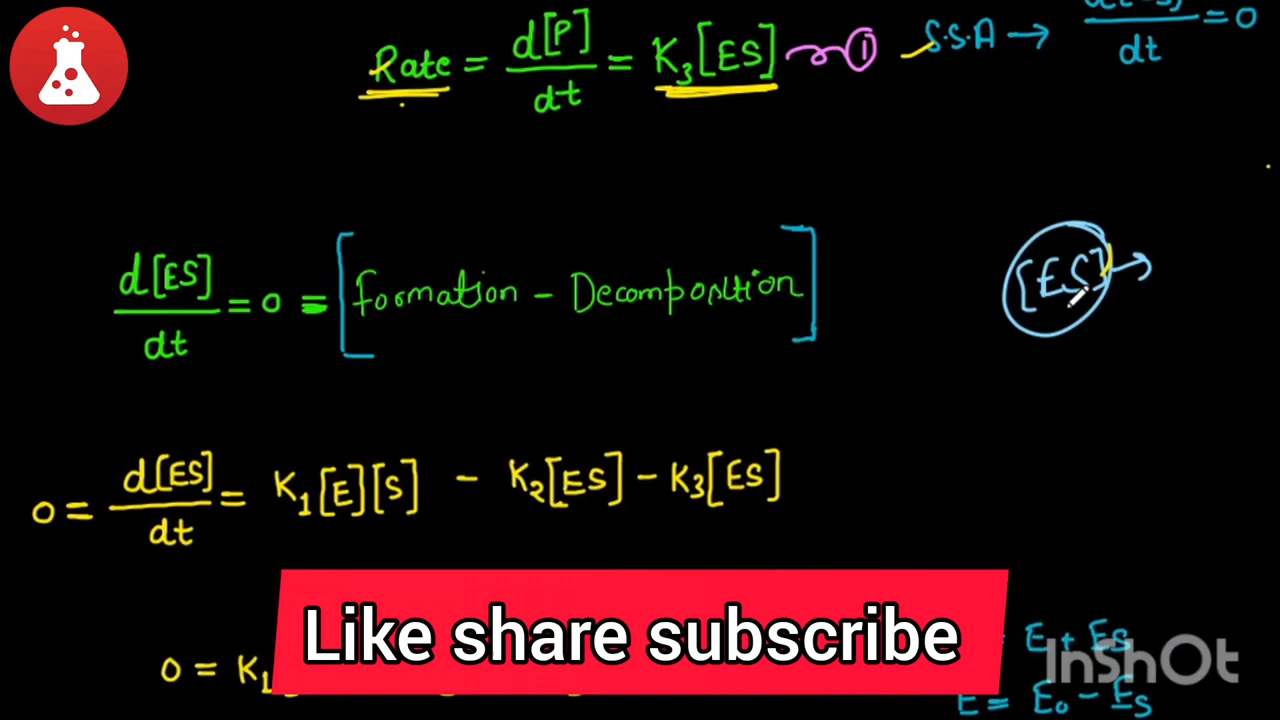 Rate = d[P]/dt = K₃[ES] ①
S.S.A → dt = 0
d[ES]/dt = 0 = [Formation - Decomposition]
[ES] →
0 = d[ES]/dt = K₁[E][S] - K₂[ES] - K₃[ES]
Like share subscribe
= E + ES
0 = K₁
InShOt
E = E₀ - ES